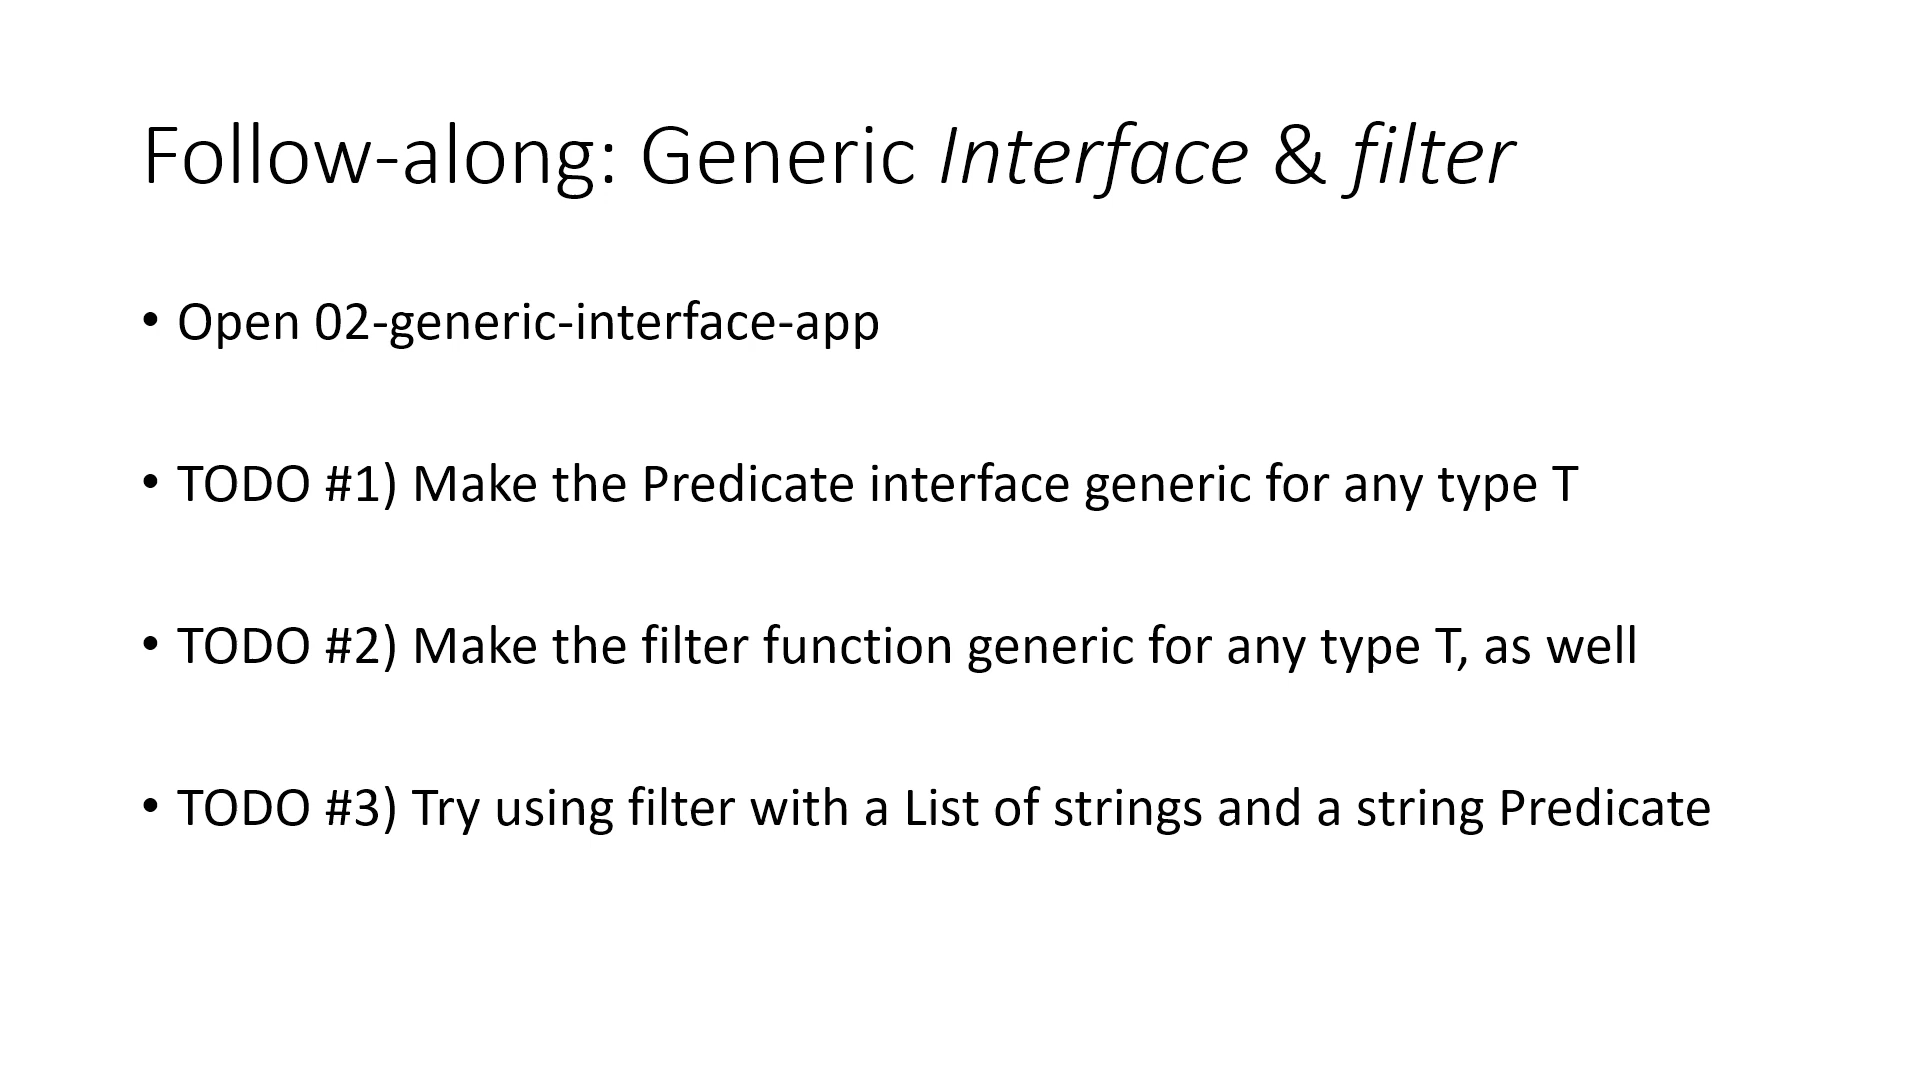 Follow-along: Generic Interface & filter
• Open 02-generic-interface-app
• TODO #1) Make the Predicate interface generic for any type T
• TODO #2) Make the filter function generic for any type T, as well
• TODO #3) Try using filter with a List of strings and a string Predicate